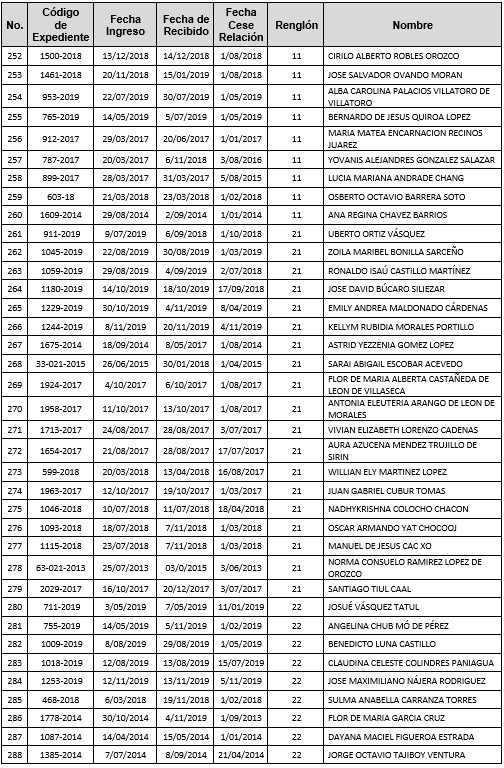 No. Código de Expediente Fecha Ingreso Fecha de Recibido Fecha Cese Relación Renglón Nombre
252 1500-2018 13/12/2018 14/12/2018 1/08/2018 11 CIRILO ALBERTO ROBLES OROZCO
253 1461-2018 20/11/2018 15/01/2019 1/08/2018 11 JOSE SALVADOR OVANDO MORAN
254 953-2019 22/07/2019 30/07/2019 1/05/2019 11 ALBA CAROLINA PALACIOS VILLATORO DE VILLATORO
255 765-2019 14/05/2019 5/07/2019 1/05/2019 11 BERNARDO DE JESUS QUIROA LOPEZ
256 912-2017 29/03/2017 20/06/2017 1/01/2017 11 MARIA MATEA ENCARNACION RECINOS JUAREZ
257 787-2017 20/03/2017 6/11/2018 3/08/2016 11 YOVANIS ALEJANDRES GONZALEZ SALAZAR
258 899-2017 28/03/2017 31/03/2017 5/08/2015 11 LUCIA MARIANA ANDRADE CHANG
259 603-18 21/03/2018 23/03/2018 1/02/2018 11 OSBERTO OCTAVIO BARRERA SOTO
260 1609-2014 29/08/2014 2/09/2014 1/01/2014 11 ANA REGINA CHAVEZ BARRIOS
261 911-2019 9/07/2019 6/09/2018 1/10/2018 21 UBERTO ORTIZ VÁSQUEZ
262 1045-2019 22/08/2019 30/08/2019 1/03/2019 21 ZOILA MARIBEL BONILLA SARCEÑO
263 1059-2019 29/08/2019 4/09/2019 2/07/2018 21 RONALDO ISAÚ CASTILLO MARTÍNEZ
264 1180-2019 14/10/2019 18/10/2019 17/09/2018 21 JOSE DAVID BÚCARO SILIEZAR
265 1229-2019 30/10/2019 4/11/2019 8/04/2019 21 EMILY ANDREA MALDONADO CÁRDENAS
266 1244-2019 8/11/2019 20/11/2019 4/11/2019 21 KELLYM RUBIDIA MORALES PORTILLO
267 1675-2014 18/09/2014 8/05/2017 1/08/2014 21 ASTRID YEZZENIA GOMEZ LOPEZ
268 33-021-2015 26/06/2015 30/01/2018 1/04/2015 21 SARAI ABIGAIL ESCOBAR ACEVEDO
269 1924-2017 4/10/2017 6/10/2017 1/08/2017 21 FLOR DE MARIA ALBERTA CASTAÑEDA DE LEON DE VILLASECA
270 1958-2017 11/10/2017 13/10/2017 1/08/2017 21 ANTONIA ELEUTERIA ARANGO DE LEON DE MORALES
271 1713-2017 24/08/2017 28/08/2017 3/07/2017 21 VIVIAN ELIZABETH LORENZO CADENAS
272 1654-2017 21/08/2017 28/08/2017 17/07/2017 21 AURA AZUCENA MENDEZ TRUJILLO DE SIRIN
273 599-2018 20/03/2018 13/04/2018 16/08/2017 21 WILLIAN ELY MARTINEZ LOPEZ
274 1963-2017 12/10/2017 19/10/2017 1/03/2017 21 JUAN GABRIEL CUBUR TOMAS
275 1046-2018 10/07/2018 11/07/2018 18/04/2018 21 NADHYKRISHNA COLOCHO CHACON
276 1093-2018 18/07/2018 7/11/2018 1/03/2018 21 OSCAR ARMANDO YAT CHOCOOJ
277 1115-2018 23/07/2018 7/11/2018 1/03/2018 21 MANUEL DE JESUS CAC XO
278 63-021-2013 25/07/2013 03/0/2015 3/06/2013 21 NORMA CONSUELO RAMIREZ LOPEZ DE OROZCO
279 2029-2017 16/10/2017 20/12/2017 3/07/2017 21 SANTIAGO TIUL CAAL
280 711-2019 3/05/2019 7/05/2019 11/01/2019 22 JOSUÉ VÁSQUEZ TATUL
281 755-2019 14/05/2019 5/11/2019 1/02/2019 22 ANGELINA CHUB MÓ DE PÉREZ
282 1009-2019 8/08/2019 29/08/2019 1/05/2019 22 BENEDICTO LUNA CASTILLO
283 1018-2019 12/08/2019 13/08/2019 15/07/2019 22 CLAUDINA CELESTE COLINDRES PANIAGUA
284 1253-2019 12/11/2019 13/11/2019 5/11/2019 22 JOSE MAXIMILIANO NÁJERA RODRIGUEZ
285 468-2018 6/03/2018 19/11/2018 1/02/2018 22 SULMA ANABELLA CARRANZA TORRES
286 1778-2014 30/10/2014 4/11/2019 1/09/2013 22 FLOR DE MARIA GARCIA CRUZ
287 1087-2014 14/04/2014 15/05/2014 1/01/2014 22 DAYANA MACIEL FIGUEROA ESTRADA
288 1385-2014 7/07/2014 8/09/2014 21/04/2014 22 JORGE OCTAVIO TAJIBOY VENTURA